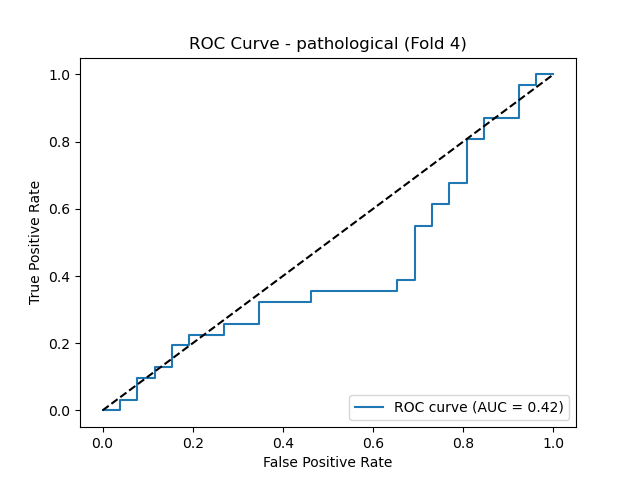 ROC Curve - pathological (Fold 4)
True Positive Rate
1.0
0.8
0.6
0.4
0.2
0.0
0.0 0.2 0.4 0.6 0.8 1.0
False Positive Rate
ROC curve (AUC = 0.42)